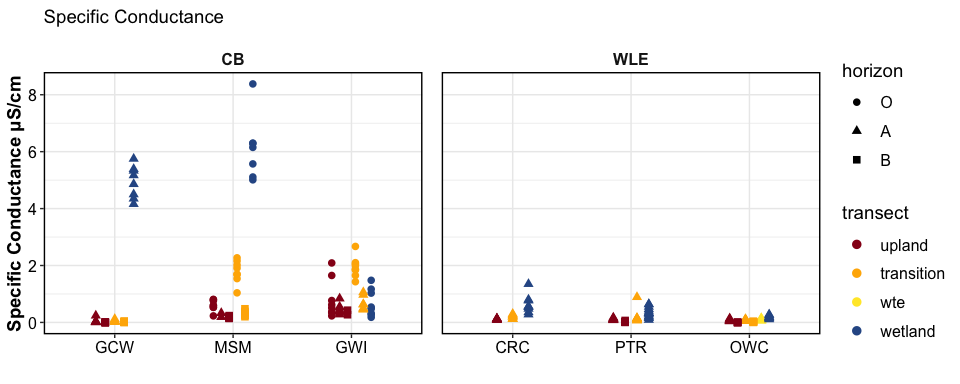 Specific Conductance
CB
WLE
Specific Conductance µS/cm
8
6
4
2
0
GCW
MSM
GWI
CRC
PTR
OWC
horizon
O
A
B
transect
upland
transition
wte
wetland